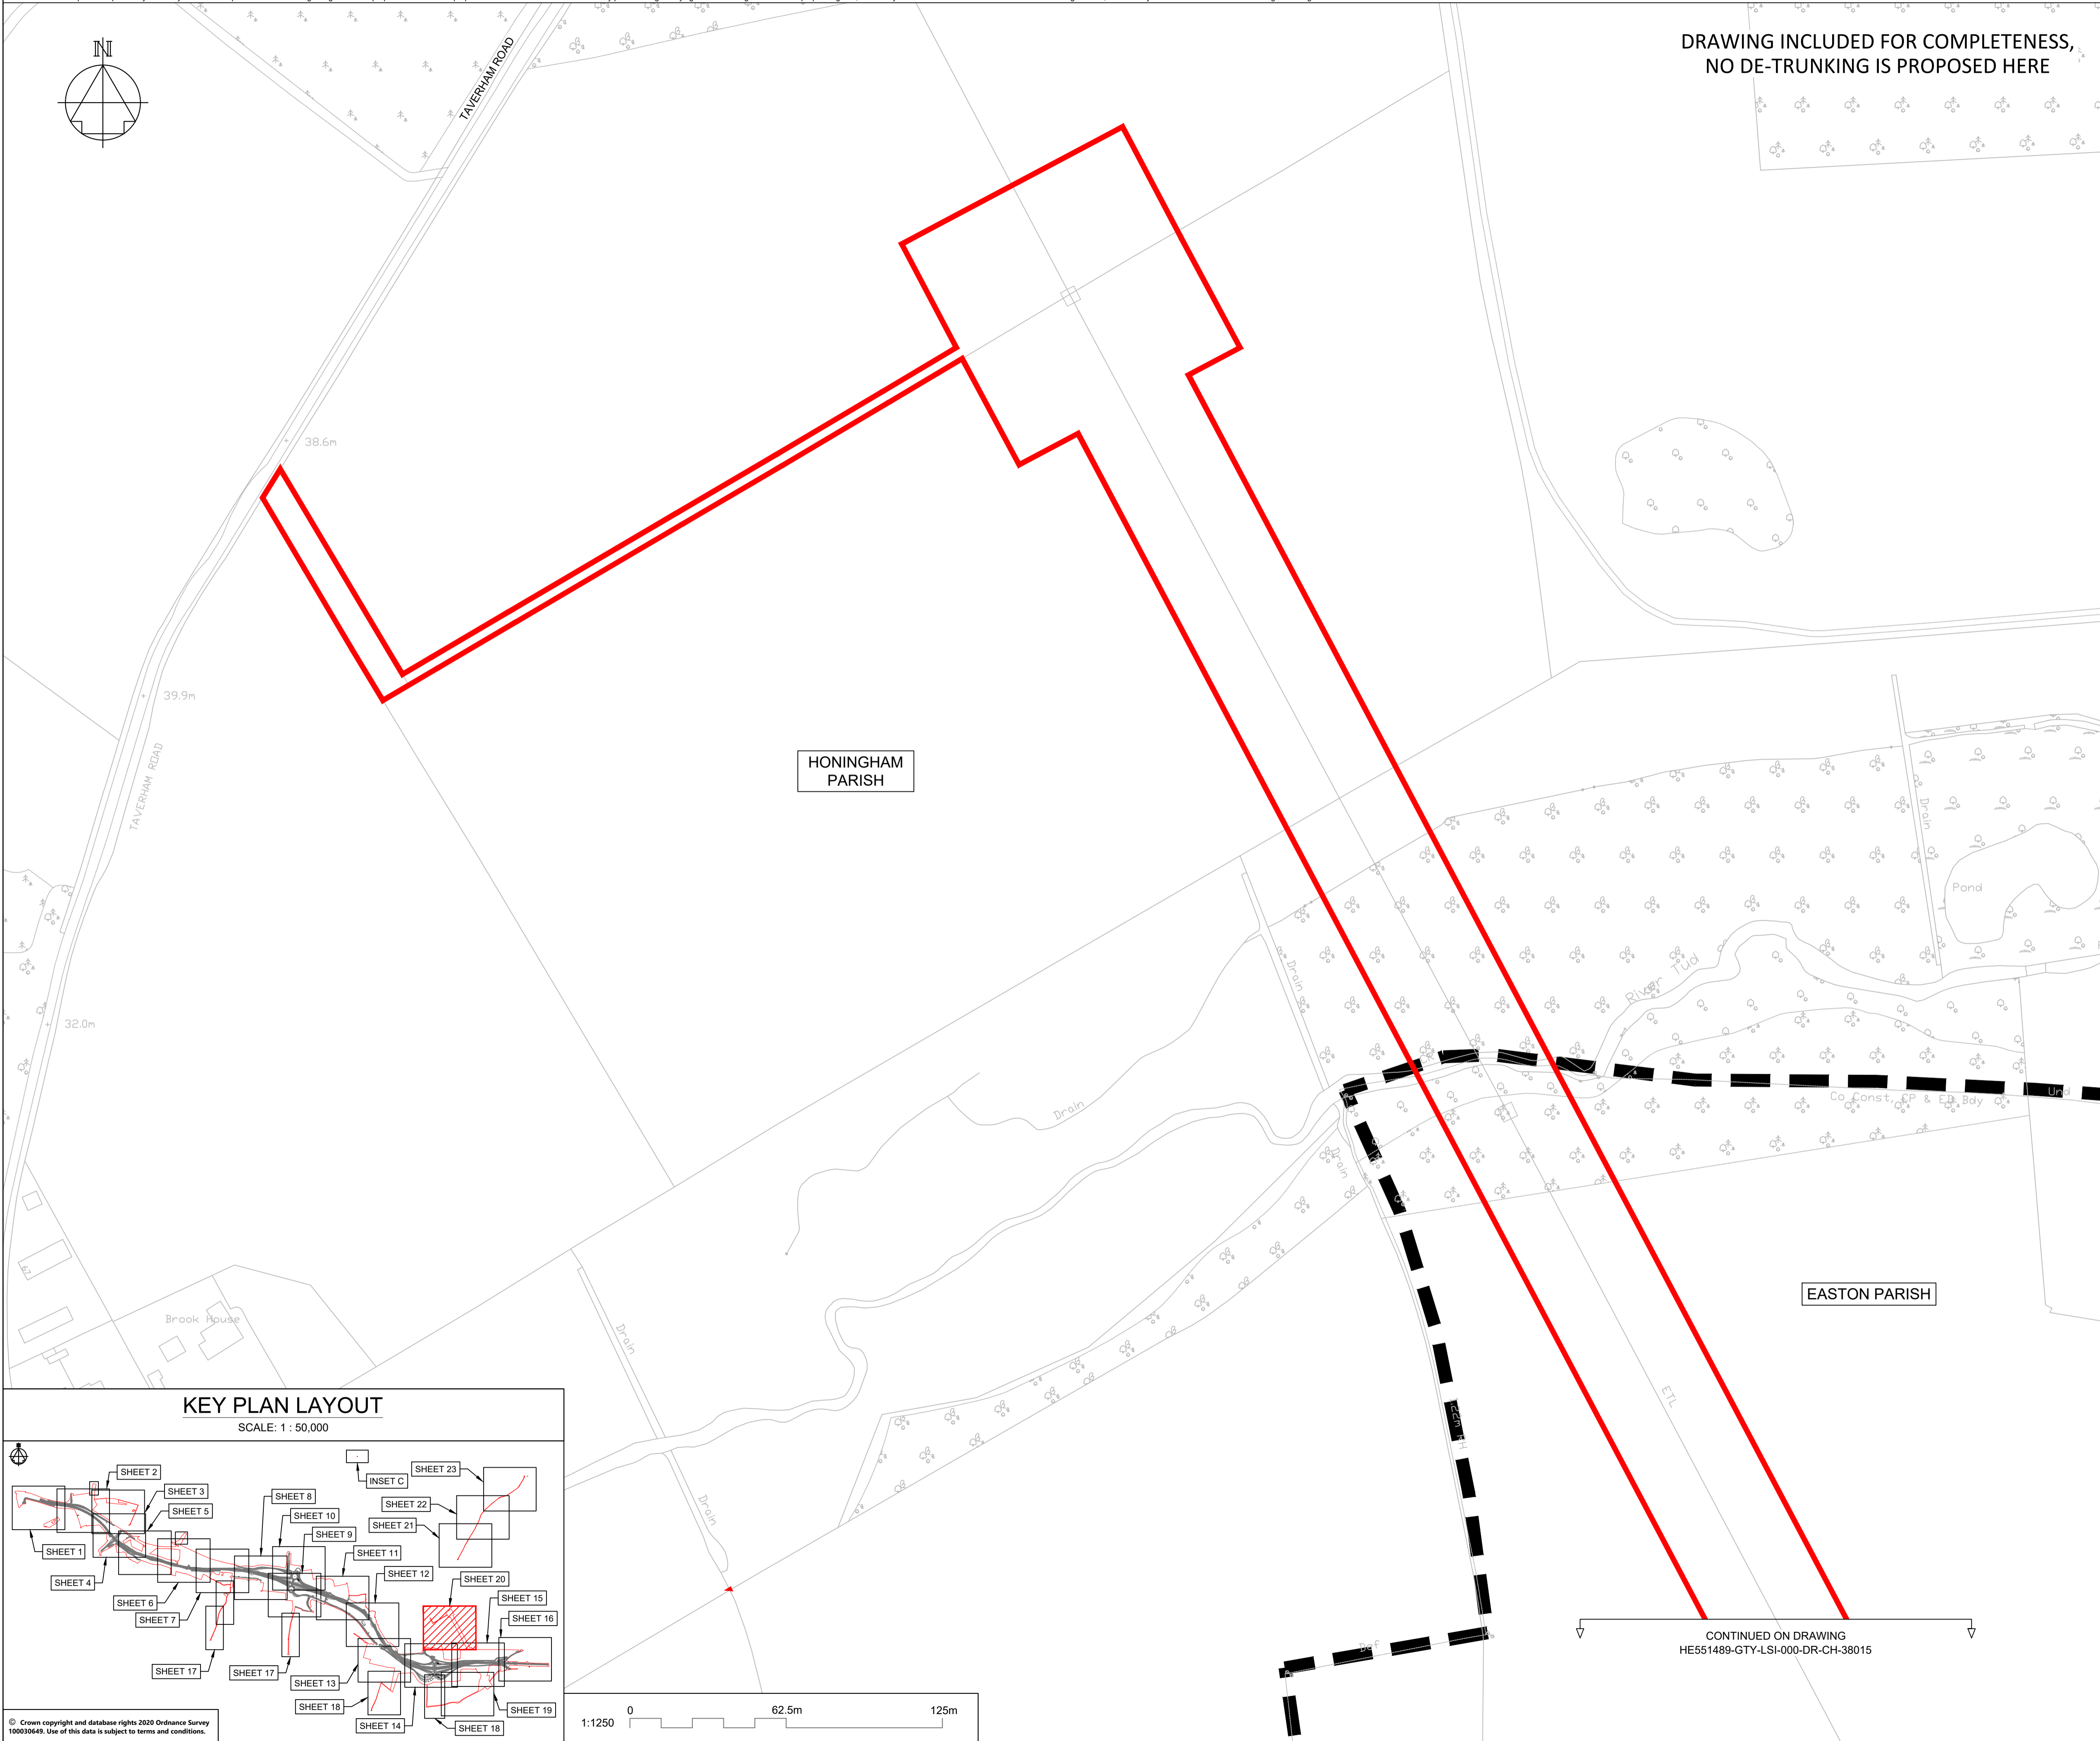 DRAWING INCLUDED FOR COMPLETENESS,
NO DE-TRUNKING IS PROPOSED HERE
N
TAVERHAM ROAD
38.6m
39.9m
TAVERHAM ROAD
HONINGHAM
PARISH
Drain
Pond
Drain
River Tud
32.0m
Drain
Co Const, CP & ED Bdy
Und
Drain
EASTON PARISH
67
Brook House
Drain
ETL
1.22m RH
Drain
Def
CONTINUED ON DRAWING
HE551489-GTY-LSI-000-DR-CH-38015
KEY PLAN LAYOUT
SCALE: 1 : 50,000
SHEET 2
INSET C
SHEET 23
SHEET 3
SHEET 8
SHEET 22
SHEET 5
SHEET 10
SHEET 21
SHEET 9
SHEET 1
SHEET 11
SHEET 12
SHEET 4
SHEET 20
SHEET 6
SHEET 15
SHEET 7
SHEET 16
SHEET 17
SHEET 17
SHEET 13
SHEET 18
SHEET 19
SHEET 14
SHEET 18
© Crown copyright and database rights 2020 Ordnance Survey
100030649. Use of this data is subject to terms and conditions.
1:1250
0
62.5m
125m